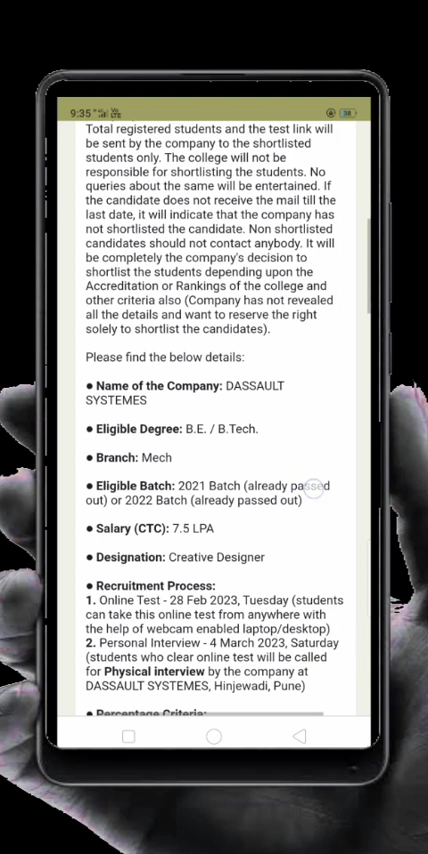 9:35
Total registered students and the test link will
be sent by the company to the shortlisted
students only. The college will not be
responsible for shortlisting the students. No
queries about the same will be entertained. If
the candidate does not receive the mail till the
last date, it will indicate that the company has
not shortlisted the candidate. Non shortlisted
candidates should not contact anybody. It will
be completely the company's decision to
shortlist the students depending upon the
Accreditation or Rankings of the college and
other criteria also (Company has not revealed
all the details and want to reserve the right
solely to shortlist the candidates).
Please find the below details:
● Name of the Company: DASSAULT
SYSTEMES
● Eligible Degree: B.E. / B.Tech.
● Branch: Mech
● Eligible Batch: 2021 Batch (already passed
out) or 2022 Batch (already passed out)
● Salary (CTC): 7.5 LPA
● Designation: Creative Designer
● Recruitment Process:
1. Online Test - 28 Feb 2023, Tuesday (students
can take this online test from anywhere with
the help of webcam enabled laptop/desktop)
2. Personal Interview - 4 March 2023, Saturday
(students who clear online test will be called
for Physical interview by the company at
DASSAULT SYSTEMES, Hinjewadi, Pune)
● Percentage Criteria: